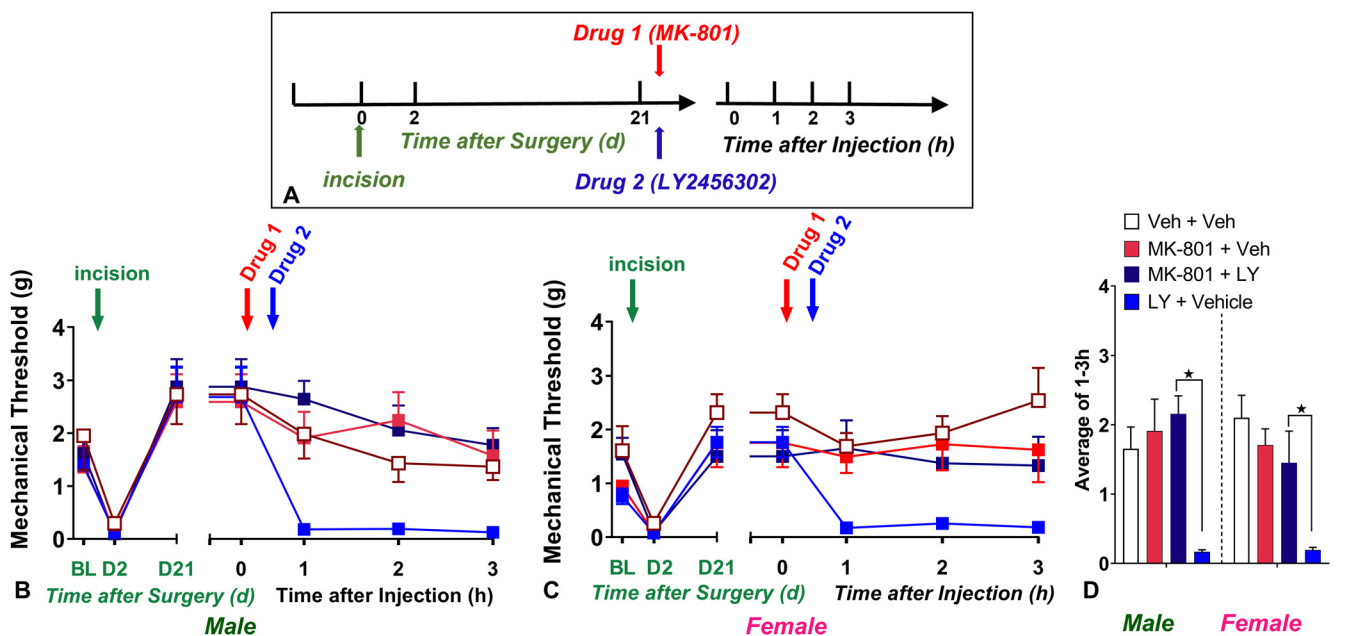 Drug 1 (MK-801)
0 2 21 0 1 2 3
Time after Surgery (d)
Time after Injection (h)
incision
Drug 2 (LY2456302)
A
incision
Drug 1
Drug 2
Mechanical Threshold (g)
4
3
2
1
0
BL D2 D21 0 1 2 3
B
Time after Surgery (d)
Time after Injection (h)
Male
incision
Drug 1
Drug 2
Mechanical Threshold (g)
4
3
2
1
0
BL D2 D21 0 1 2 3
C
Time after Surgery (d)
Time after Injection (h)
Female
Veh + Veh
MK-801 + Veh
MK-801 + LY
LY + Vehicle
Average of 1-3h
4
3
2
1
0
D
Male
Female